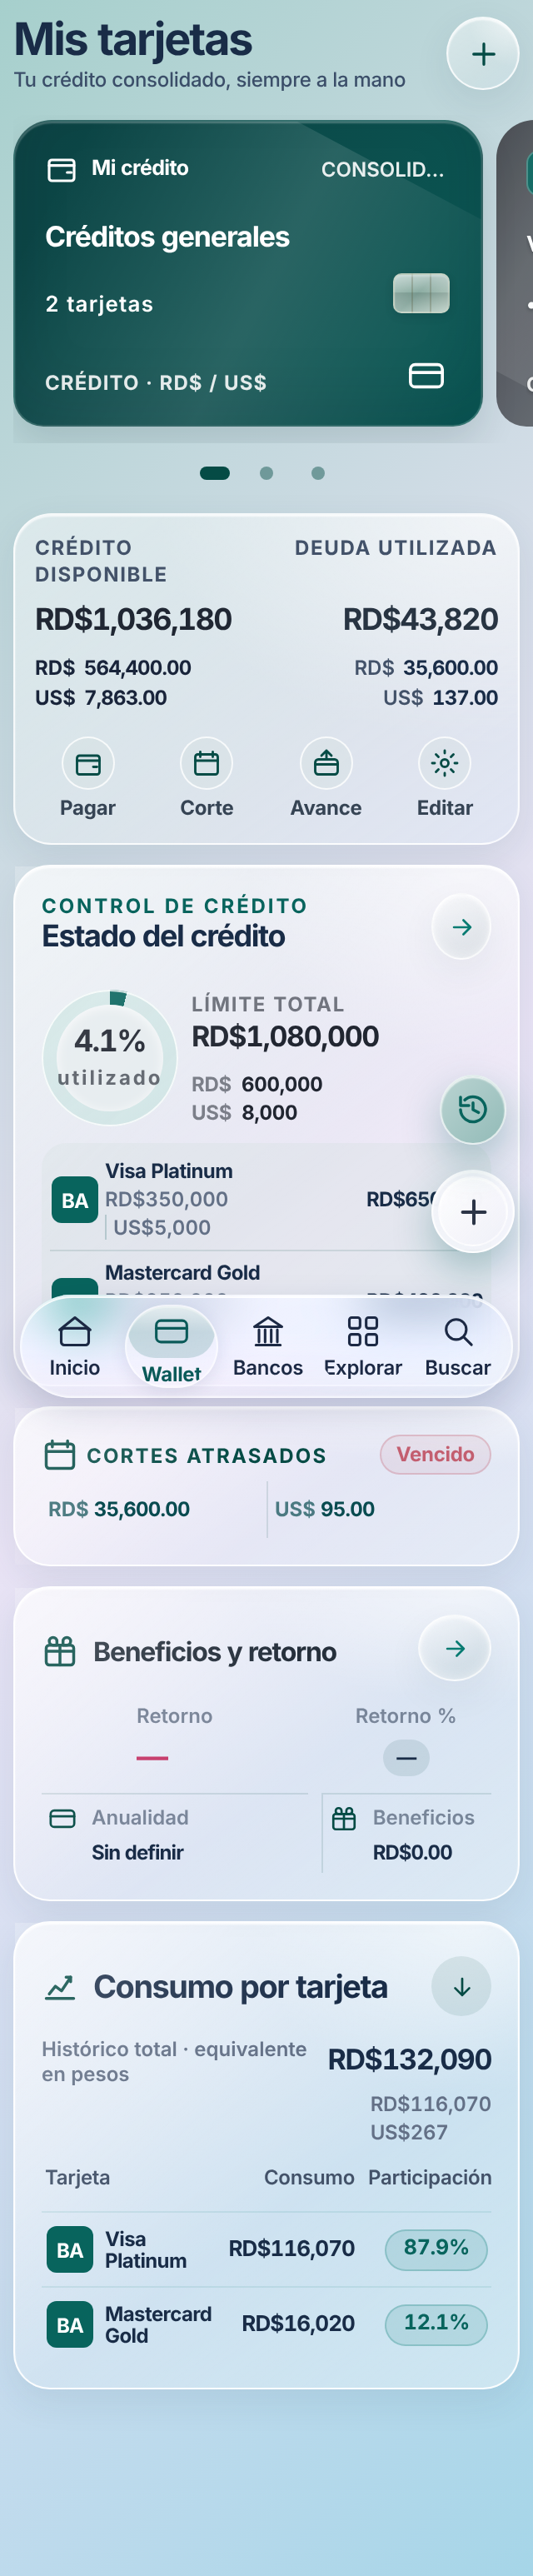 Mis tarjetas
Tu crédito consolidado, siempre a la mano
Mi crédito CONSOLID...
Créditos generales
2 tarjetas
CRÉDITO · RD$ / US$
CRÉDITO DEUDA UTILIZADA
DISPONIBLE
RD$1,036,180 RD$43,820
RD$ 564,400.00 RD$ 35,600.00
US$ 7,863.00 US$ 137.00
Pagar Corte Avance Editar
CONTROL DE CRÉDITO
Estado del crédito
LÍMITE TOTAL
4.1% RD$1,080,000
utilizado
RD$ 600,000
US$ 8,000
Visa Platinum
BA RD$350,000
US$5,000
Mastercard Gold
Inicio Wallet Bancos Explorar Buscar
CORTES ATRASADOS Vencido
RD$ 35,600.00 US$ 95.00
Beneficios y retorno
Retorno Retorno %
— —
Anualidad Beneficios
Sin definir RD$0.00
Consumo por tarjeta
Histórico total · equivalente RD$132,090
en pesos
RD$116,070
US$267
Tarjeta Consumo Participación
BA Visa RD$116,070 87.9%
Platinum
BA Mastercard RD$16,020 12.1%
Gold